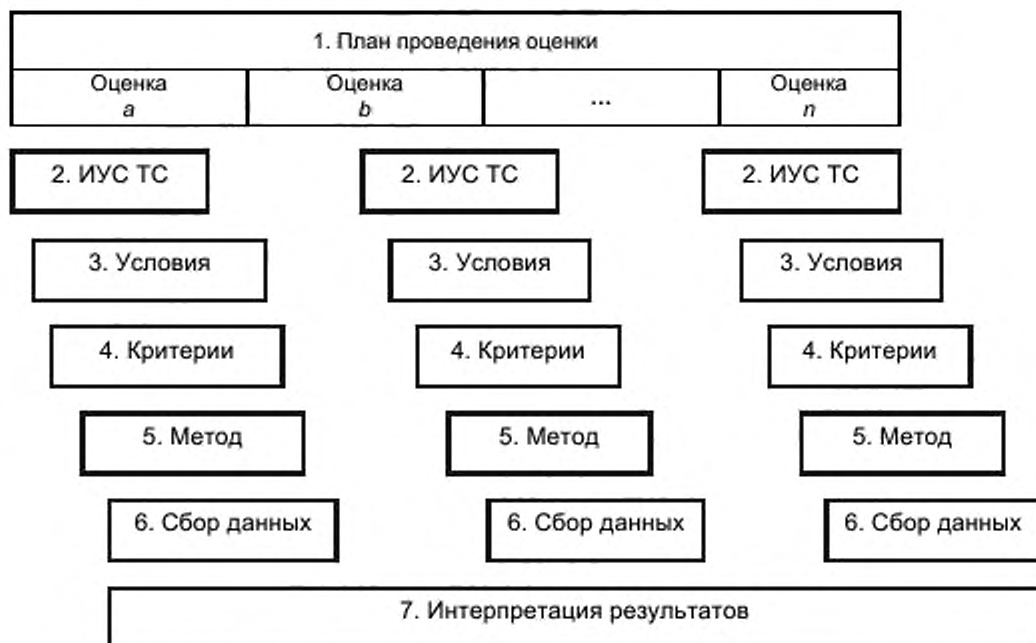 1. План проведения оценки
Оценка Оценка ... Оценка
a b n
2. ИУС ТС 2. ИУС ТС 2. ИУС ТС
3. Условия 3. Условия 3. Условия
4. Критерии 4. Критерии 4. Критерии
5. Метод 5. Метод 5. Метод
6. Сбор данных 6. Сбор данных 6. Сбор данных
7. Интерпретация результатов